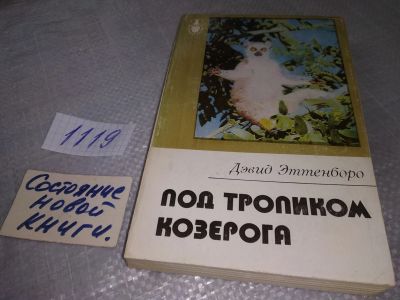 1119
Состояние
новой
книги.
Дэвид Эттенборо
ПОД ТРОПИКОМ
КОЗЕРОГА